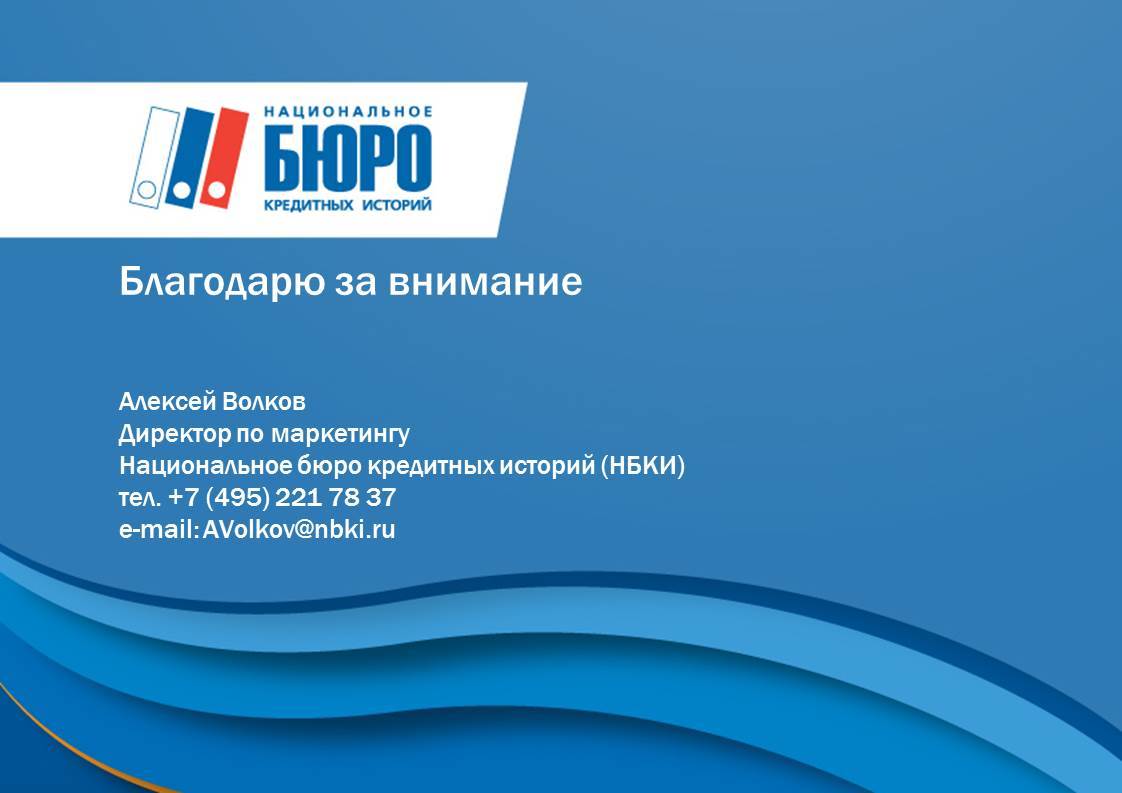 НАЦИОНАЛЬНОЕ
БЮРО
КРЕДИТНЫХ ИСТОРИЙ
Благодарю за внимание
Алексей Волков
Директор по маркетингу
Национальное бюро кредитных историй (НБКИ)
тел. +7 (495) 221 78 37
e-mail: AVolkov@nbki.ru